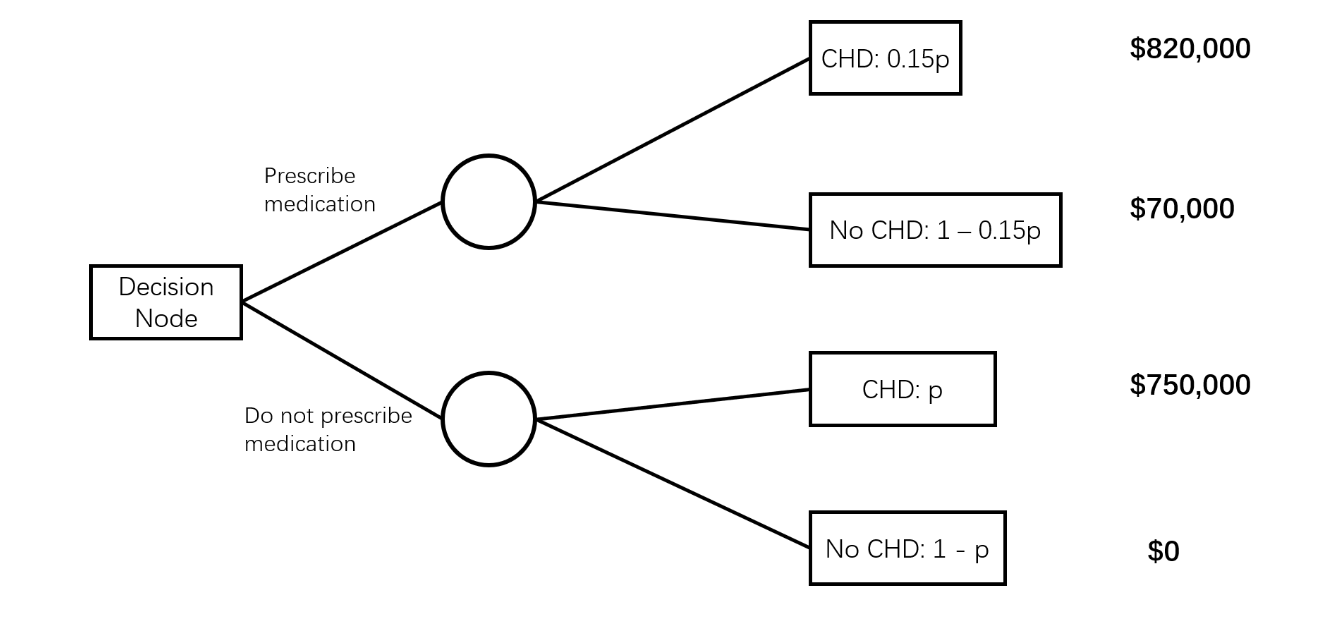 CHD: 0.15p
$820,000
Prescribe
medication
No CHD: 1 – 0.15p
$70,000
Decision
Node
CHD: p
$750,000
Do not prescribe
medication
No CHD: 1 - p
$0